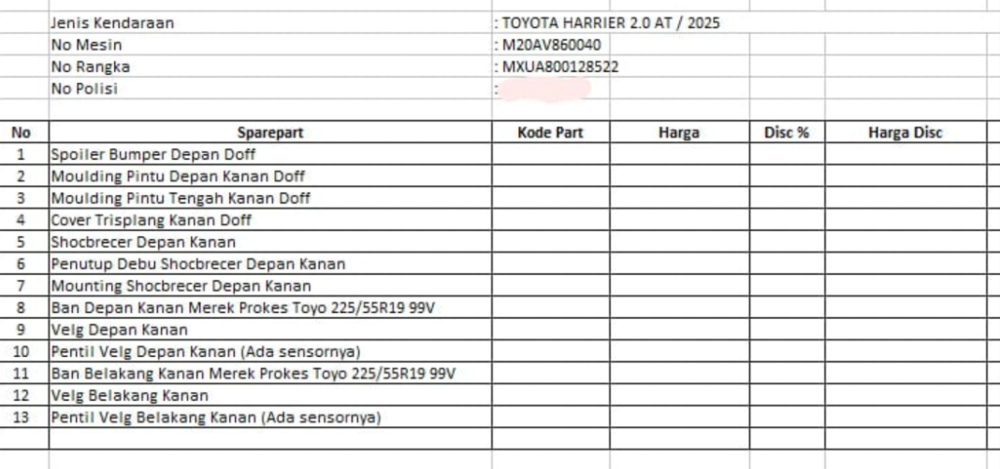 Jenis Kendaraan : TOYOTA HARRIER 2.0 AT / 2025
No Mesin : M20AV860040
No Rangka : MXUA800128522
No Polisi :
No Sparepart Kode Part Harga Disc % Harga Disc
1 Spoiler Bumper Depan Doff
2 Moulding Pintu Depan Kanan Doff
3 Moulding Pintu Tengah Kanan Doff
4 Cover Trisplang Kanan Doff
5 Shocbrecer Depan Kanan
6 Penutup Debu Shocbrecer Depan Kanan
7 Mounting Shocbrecer Depan Kanan
8 Ban Depan Kanan Merek Prokes Toyo 225/55R19 99V
9 Velg Depan Kanan
10 Pentil Velg Depan Kanan (Ada sensornya)
11 Ban Belakang Kanan Merek Prokes Toyo 225/55R19 99V
12 Velg Belakang Kanan
13 Pentil Velg Belakang Kanan (Ada sensornya)